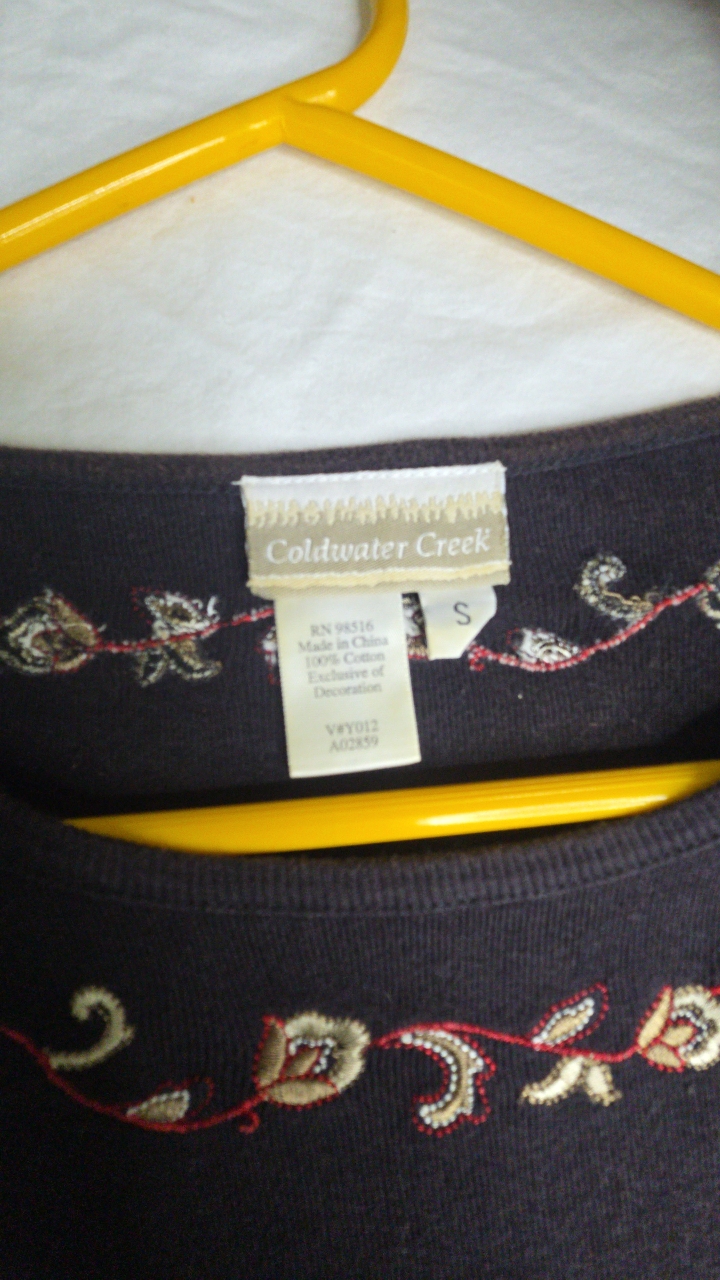 Coldwater Creek
S
RN 98516
Made in China
100% Cotton
Exclusive of
Decoration
V#Y012
A02859